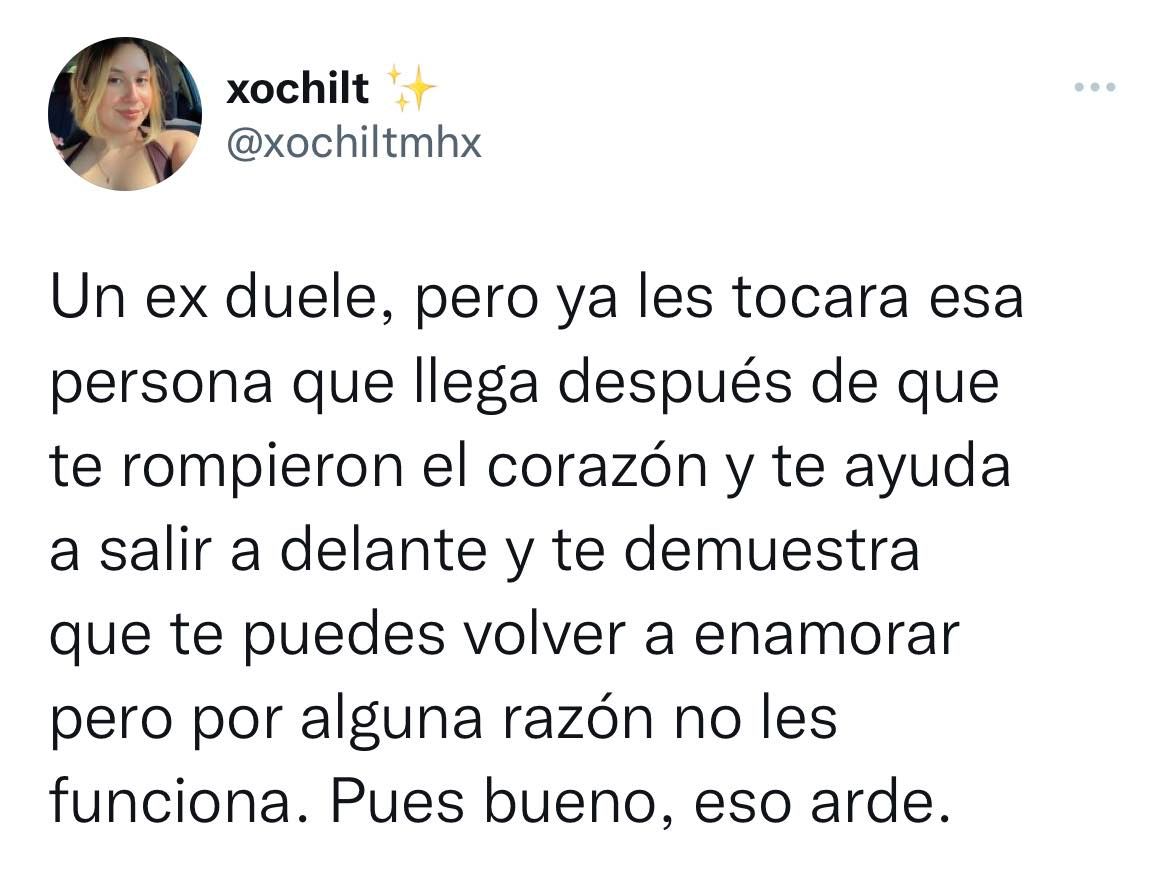 xochilt ✨
@xochiltmhx
Un ex duele, pero ya les tocara esa
persona que llega después de que
te rompieron el corazón y te ayuda
a salir a delante y te demuestra
que te puedes volver a enamorar
pero por alguna razón no les
funciona. Pues bueno, eso arde.